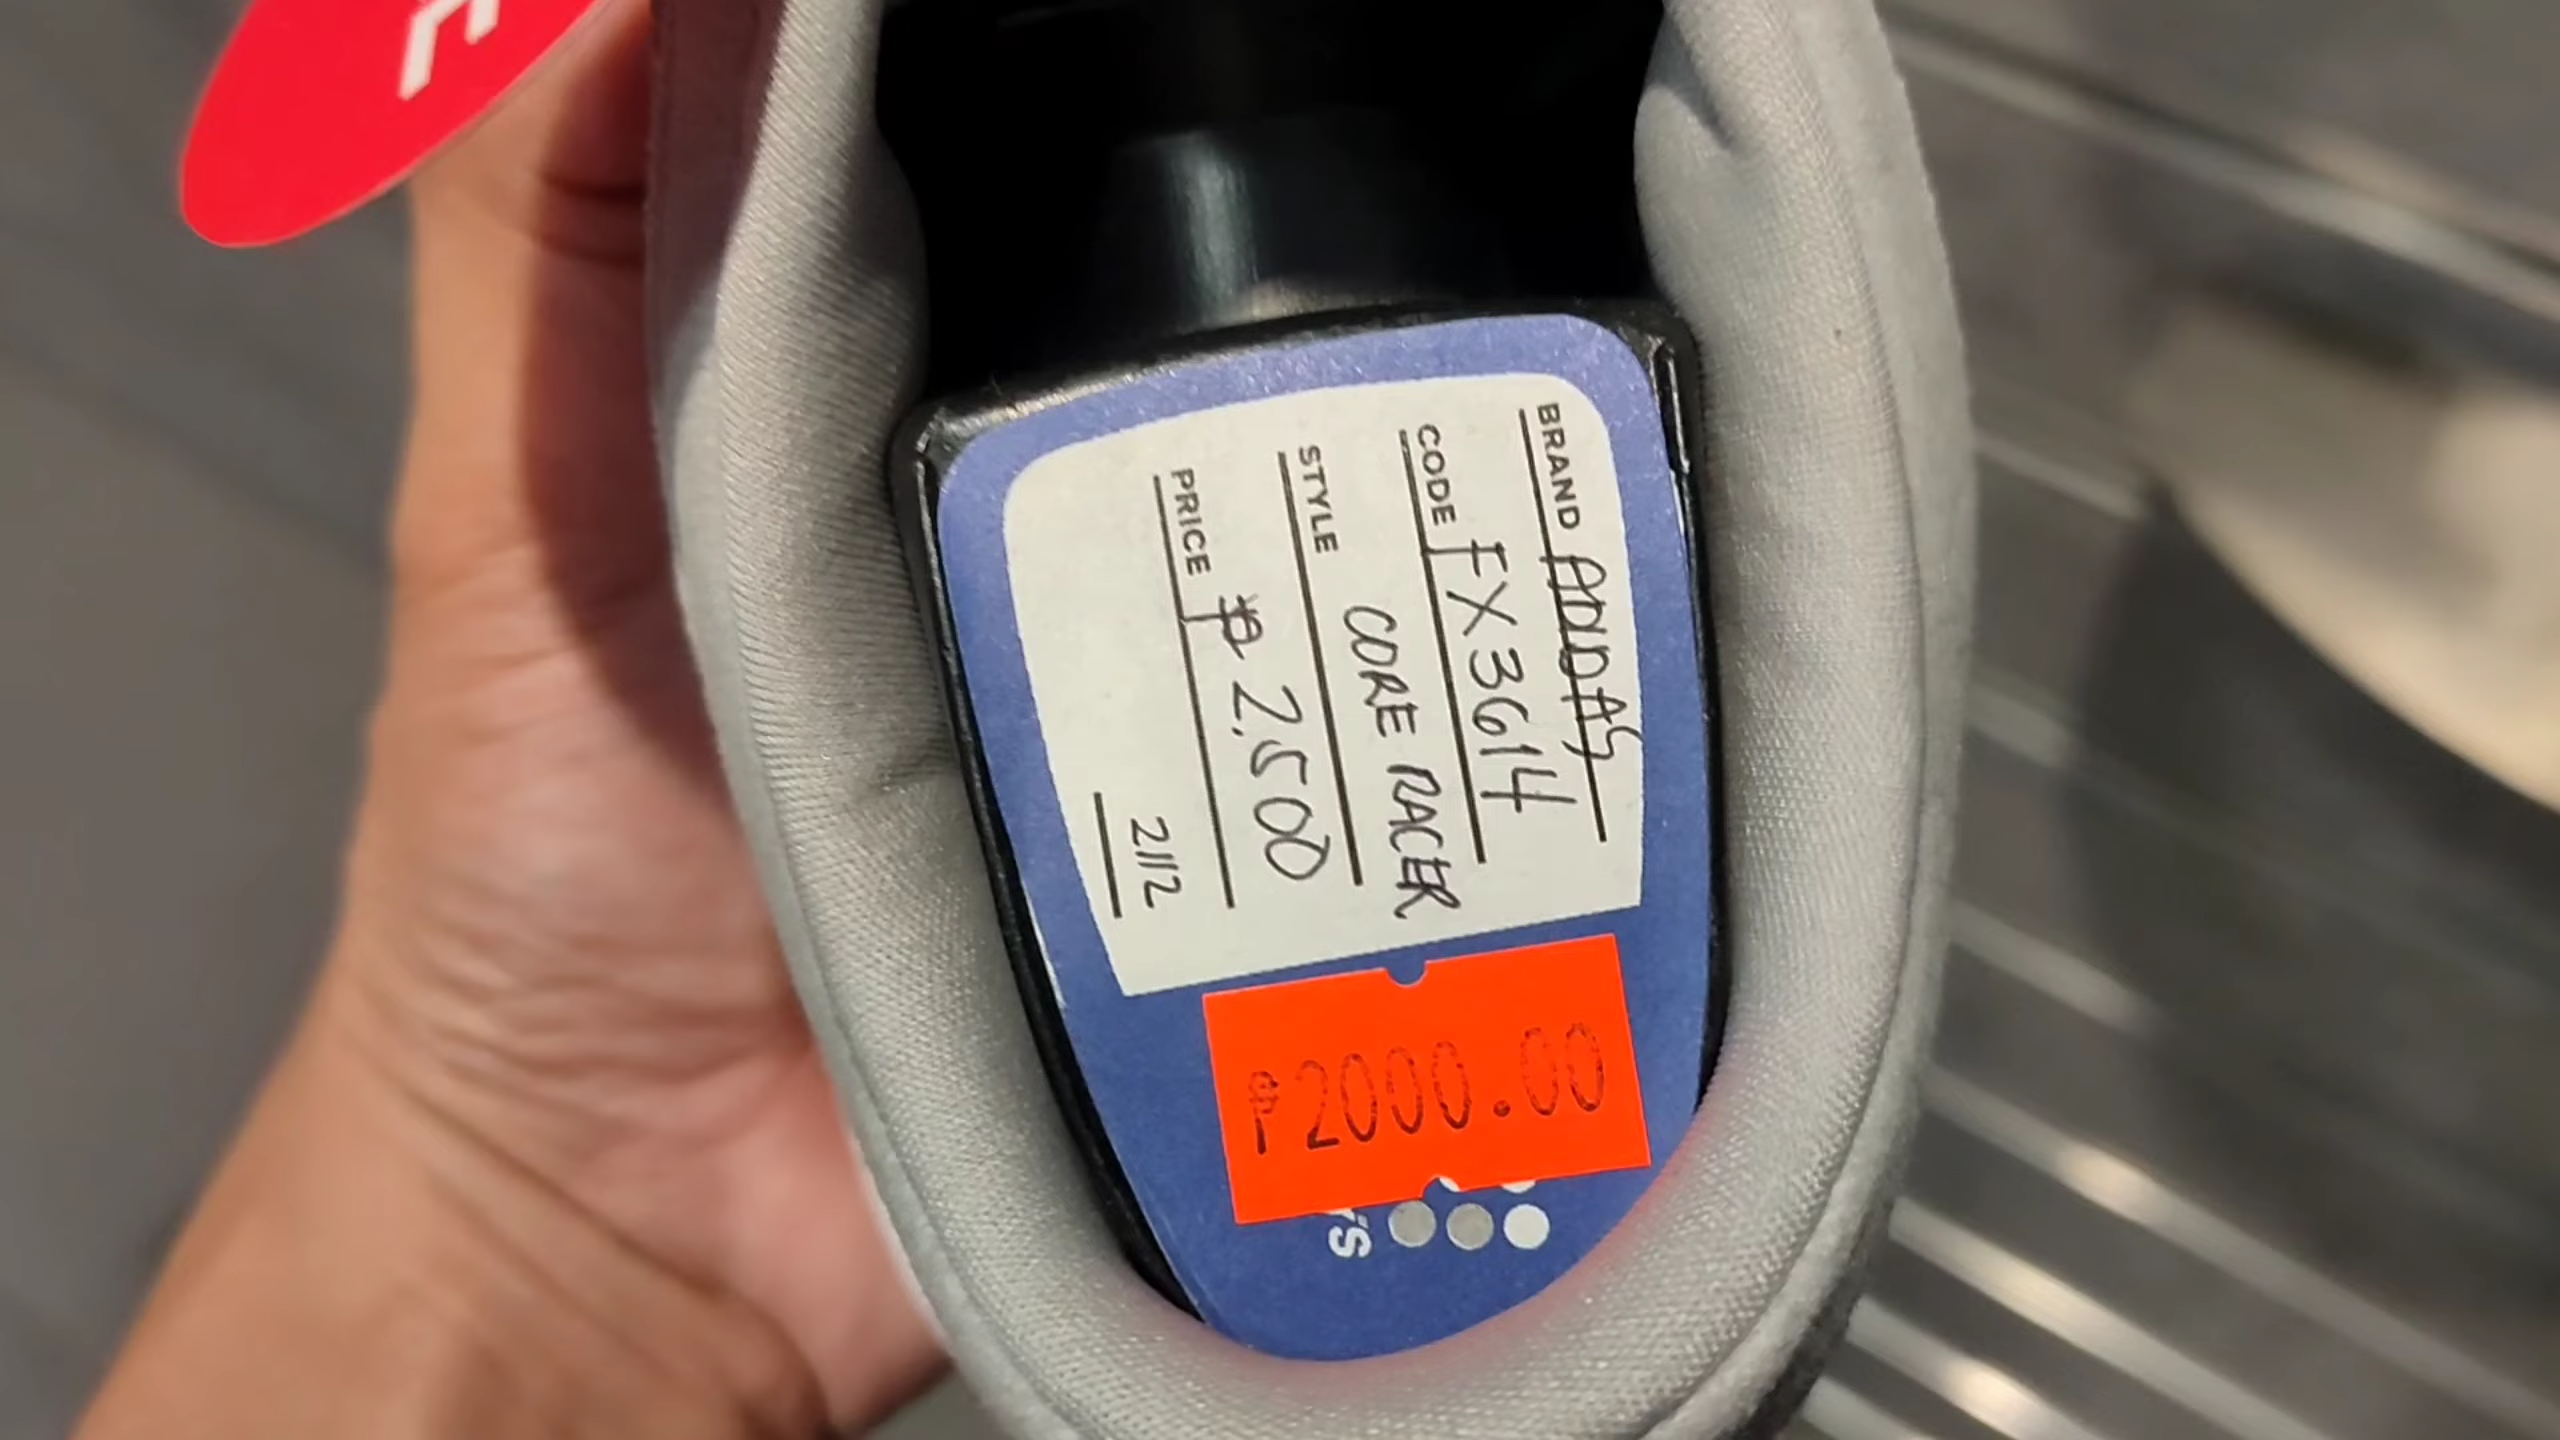 BRAND ADIDAS
CODE FX3614
STYLE CORE RACER
PRICE ₱2,500
2112
₱2000.00